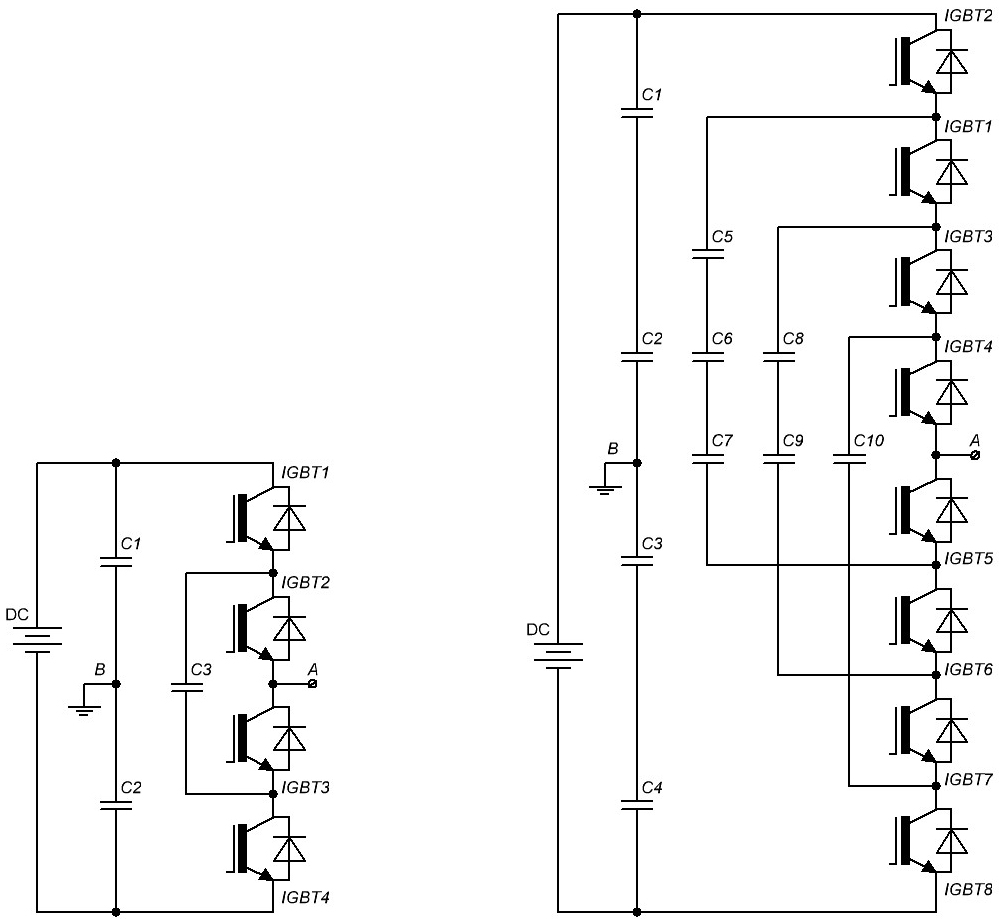 IGBT2
C1
IGBT1
C5
IGBT3
C2
C6
C8
IGBT4
B
C7
C9
C10
A
IGBT1
C1
C3
IGBT5
IGBT2
DC
DC
B
C3
A
IGBT6
C2
IGBT3
C4
IGBT7
IGBT4
IGBT8